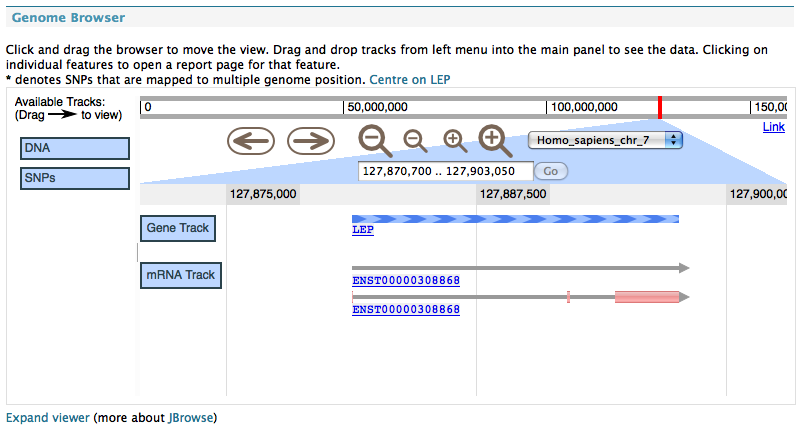 Genome Browser
Click and drag the browser to move the view. Drag and drop tracks from left menu into the main panel to see the data. Clicking on
individual features to open a report page for that feature.
* denotes SNPs that are mapped to multiple genome position. Centre on LEP
Available Tracks:
(Drag to view)
0 50,000,000 100,000,000 150,0
Link
DNA
SNPs
Homo_sapiens_chr_7
127,870,700 .. 127,903,050 Go
127,875,000 127,887,500 127,900,0
Gene Track
LEP
mRNA Track
ENST00000308868
ENST00000308868
Expand viewer (more about JBrowse)